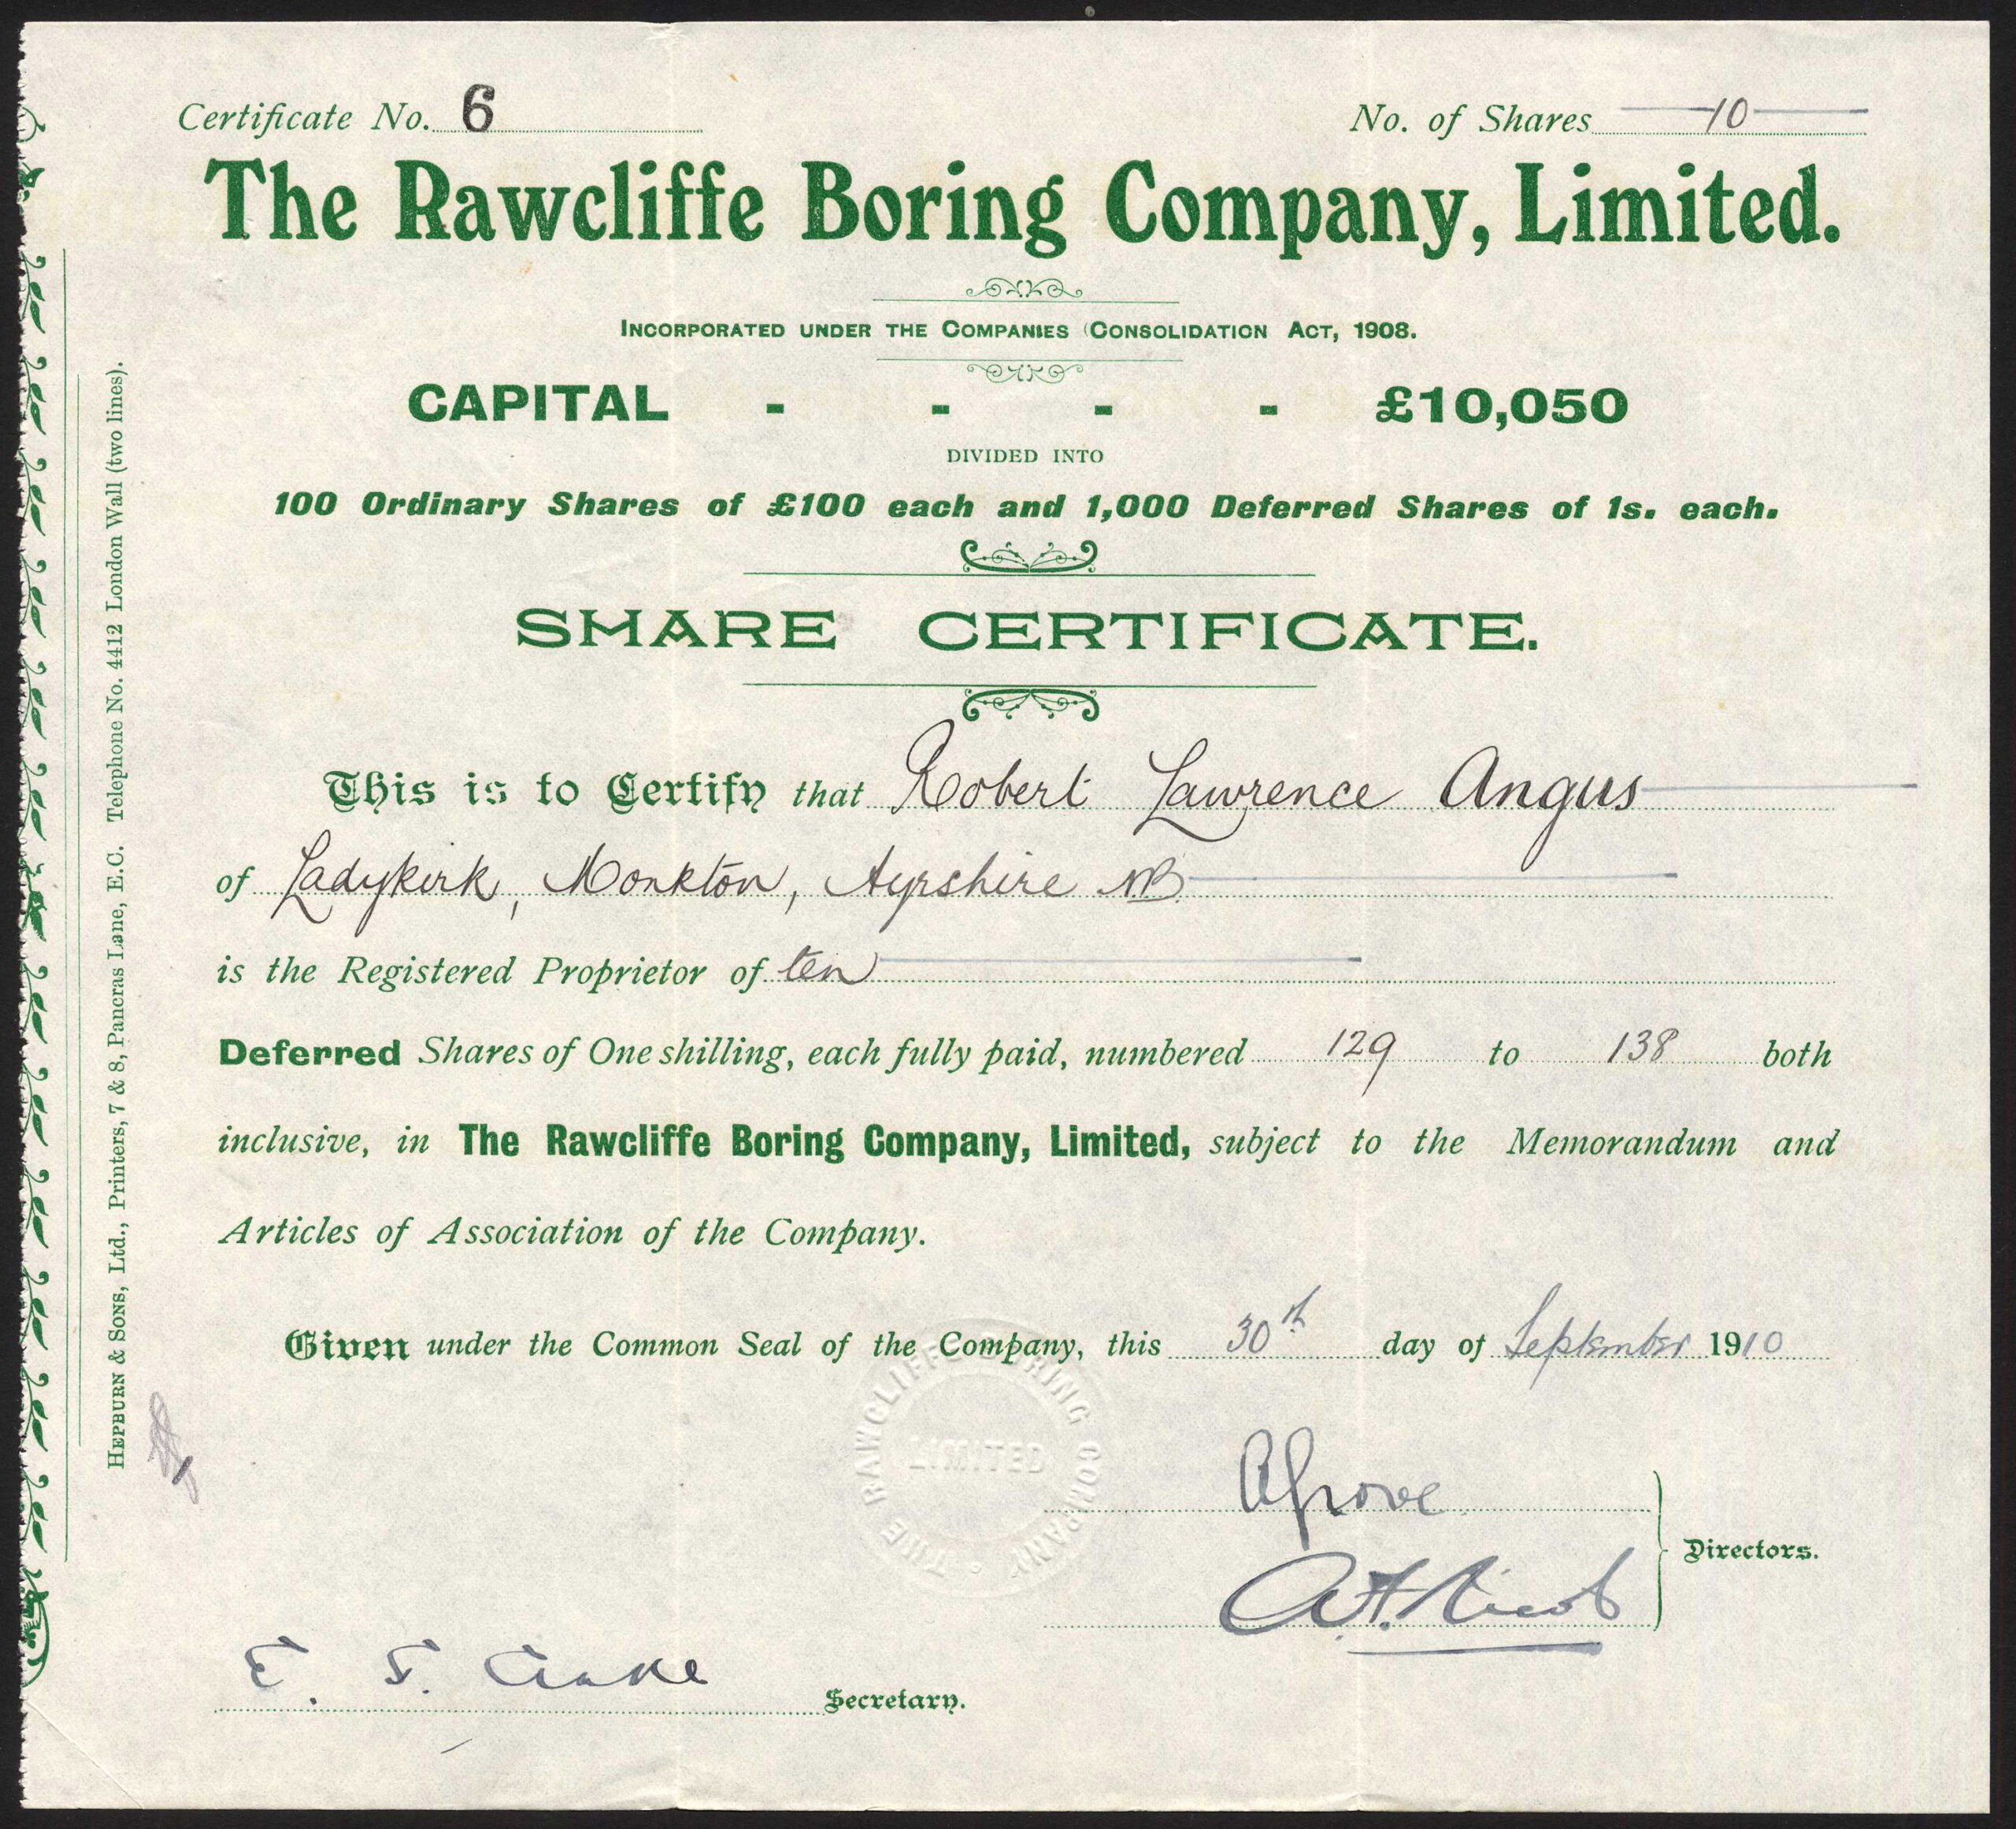 Certificate No. 6
No. of Shares 10
The Rawcliffe Boring Company, Limited.
INCORPORATED UNDER THE COMPANIES (CONSOLIDATION ACT, 1908.
CAPITAL - - - - £10,050
DIVIDED INTO
100 Ordinary Shares of £100 each and 1,000 Deferred Shares of 1s. each.
SHARE CERTIFICATE.
This is to Certify that Robert Lawrence Angus
of Ladykirk, Monkton, Ayrshire NB.
is the Registered Proprietor of ten
Deferred Shares of One shilling, each fully paid, numbered 129 to 138 both
inclusive, in The Rawcliffe Boring Company, Limited, subject to the Memorandum and
Articles of Association of the Company.
Given under the Common Seal of the Company, this 30th day of September 1910
THE RAWCLIFFE BORING COMPANY
LIMITED
Directors.
E. S.
Secretary.
HEPBURN & SONS, Ltd., Printers, 7 & 8, Pancras Lane, E.C. Telephone No. 4412 London Wall (two lines).